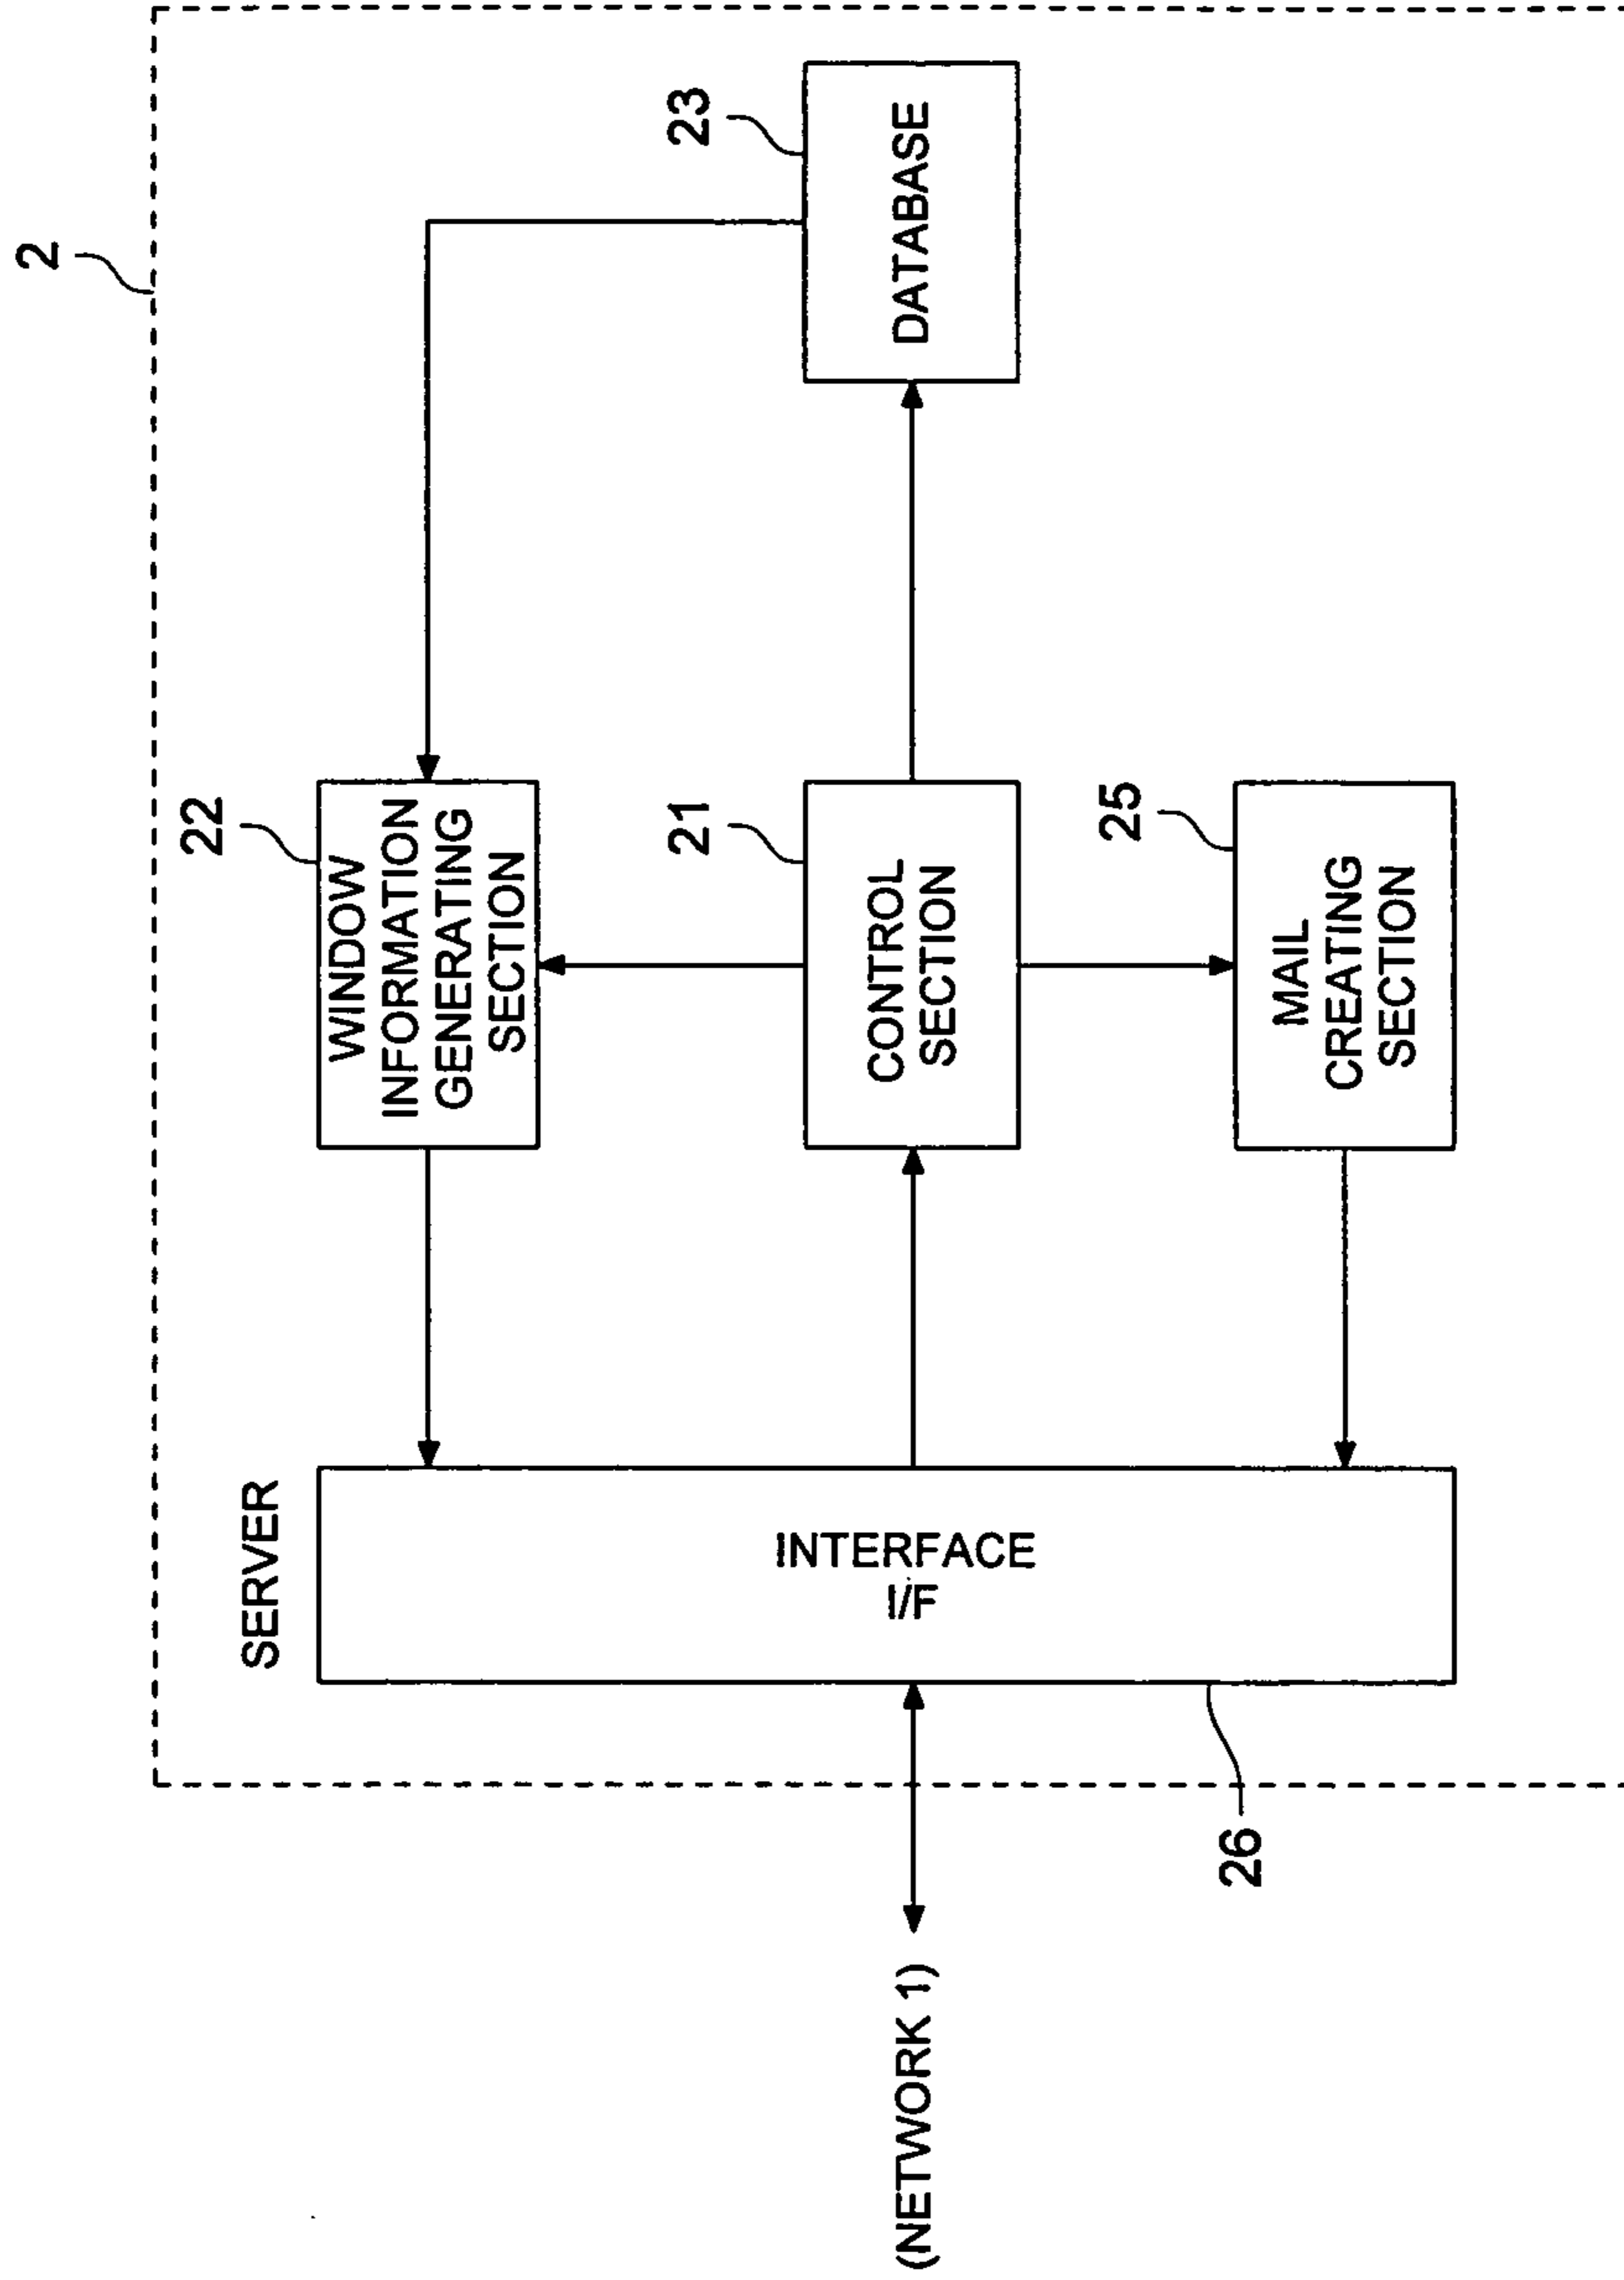 2
SERVER
22
WINDOW
INFORMATION
GENERATING
SECTION
23
DATABASE
21
CONTROL
SECTION
INTERFACE
I/F
(NETWORK 1)
25
MAIL
CREATING
SECTION
26